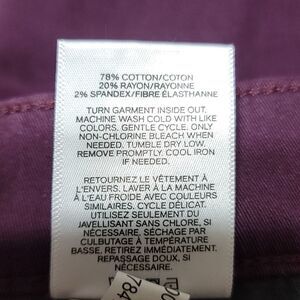 78% COTTON/COTON
20% RAYON/RAYONNE
2% SPANDEX/FIBRE ÉLASTHANNE
TURN GARMENT INSIDE OUT.
MACHINE WASH COLD WITH LIKE
COLORS. GENTLE CYCLE. ONLY
NON-CHLORINE BLEACH WHEN
NEEDED. TUMBLE DRY LOW.
REMOVE PROMPTLY. COOL IRON
IF NEEDED.
RETOURNEZ LE VÊTEMENT À
L'ENVERS. LAVER À LA MACHINE
À L'EAU FROIDE AVEC COULEURS
SIMILAIRES. CYCLE DÉLICAT.
UTILISEZ SEULEMENT DU
JAVELLISANT SANS CHLORE, SI
NÉCESSAIRE. SÉCHAGE PAR
CULBUTAGE À TEMPÉRATURE
BASSE. RETIREZ IMMÉDIATEMENT.
REPASSAGE DOUX, SI
NÉCESSAIRE.